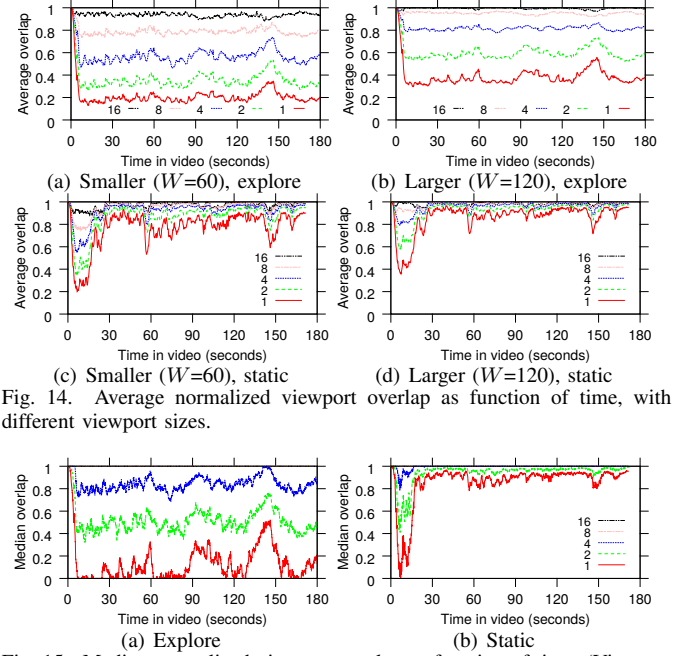 1
0.8
0.6
0.4
0.2
0
Average overlap
16 8 4 2 1
0 30 60 90 120 150 180
Time in video (seconds)
(a) Smaller (W=60), explore
1
0.8
0.6
0.4
0.2
0
Average overlap
16 8 4 2 1
0 30 60 90 120 150 180
Time in video (seconds)
(b) Larger (W=120), explore
1
0.8
0.6
0.4
0.2
0
Average overlap
16
8
4
2
1
0 30 60 90 120 150 180
Time in video (seconds)
(c) Smaller (W=60), static
1
0.8
0.6
0.4
0.2
0
Average overlap
16
8
4
2
1
0 30 60 90 120 150 180
Time in video (seconds)
(d) Larger (W=120), static
Fig. 14. Average normalized viewport overlap as function of time, with
different viewport sizes.
1
0.8
0.6
0.4
0.2
0
Median overlap
0 30 60 90 120 150 180
Time in video (seconds)
(a) Explore
1
0.8
0.6
0.4
0.2
0
Median overlap
16
8
4
2
1
0 30 60 90 120 150 180
Time in video (seconds)
(b) Static